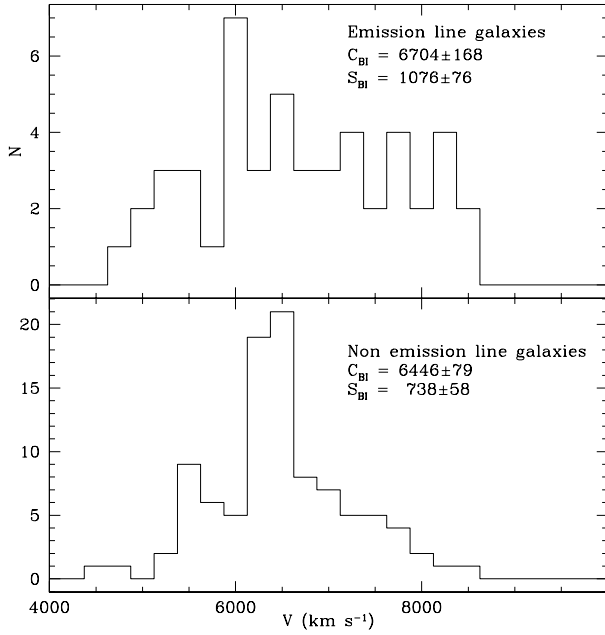 Emission line galaxies
C_BI = 6704±168
S_BI = 1076±76
6
4
2
0
N
Non emission line galaxies
C_BI = 6446±79
S_BI = 738±58
20
15
10
5
0
4000 6000 8000
V (km s⁻¹)